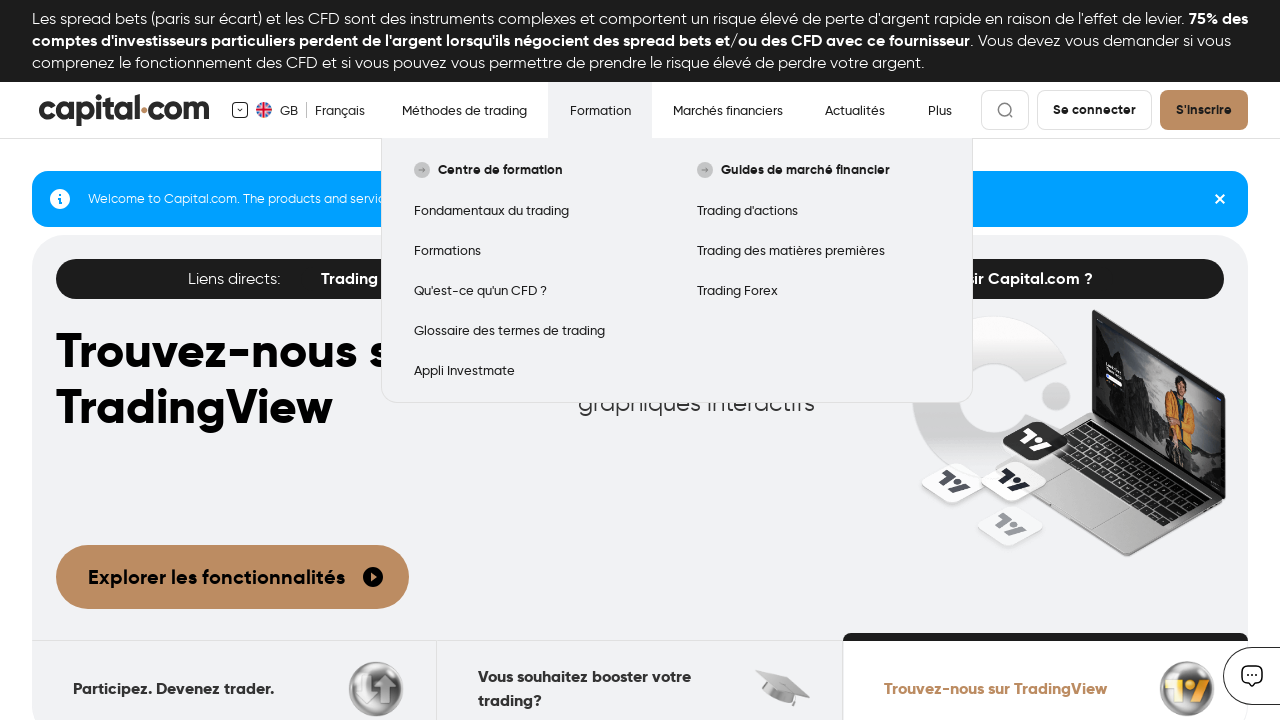 Les spread bets (paris sur écart) et les CFD sont des instruments complexes et comportent un risque élevé de perte d'argent rapide en raison de l'effet de levier. 75% des
comptes d'investisseurs particuliers perdent de l'argent lorsqu'ils négocient des spread bets et/ou des CFD avec ce fournisseur. Vous devez vous demander si vous
comprenez le fonctionnement des CFD et si vous pouvez vous permettre de prendre le risque élevé de perdre votre argent.
capital.com
GB
Français
Méthodes de trading
Formation
Marchés financiers
Actualités
Plus
Se connecter
S'inscrire
Centre de formation
Fondamentaux du trading
Formations
Qu'est-ce qu'un CFD ?
Glossaire des termes de trading
Appli Investmate
Guides de marché financier
Trading d'actions
Trading des matières premières
Trading Forex
Welcome to Capital.com. The products and servic
Liens directs:
Trading
ir Capital.com ?
Trouvez-nous s
TradingView
graphiques interactifs
Explorer les fonctionnalités
Participez. Devenez trader.
Vous souhaitez booster votre
trading?
Trouvez-nous sur TradingView